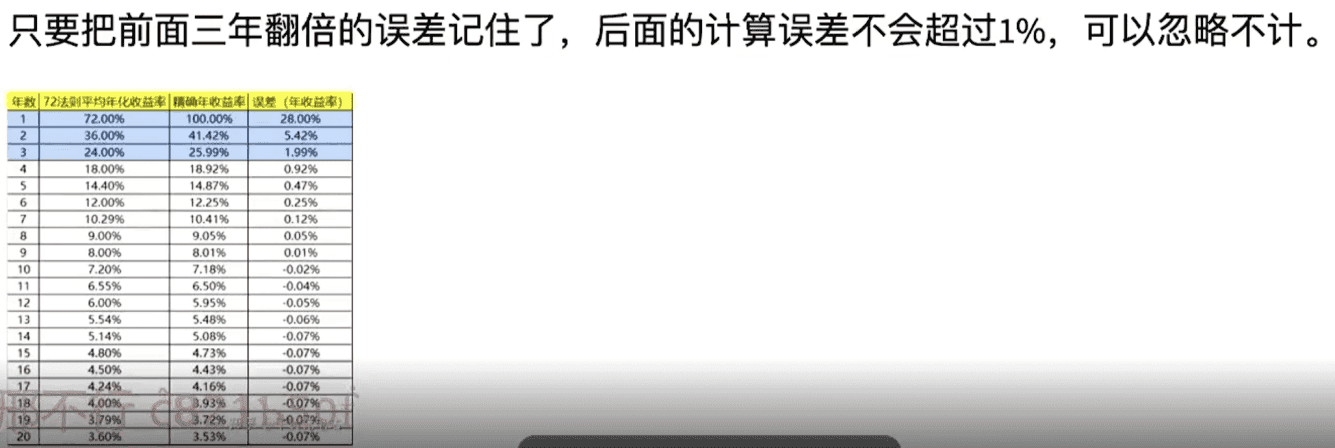 只要把前面三年翻倍的误差记住了，后面的计算误差不会超过1%，可以忽略不计。
年数 72法则平均年化收益率 精确年收益率 误差（年收益率）
1 72.00% 100.00% 28.00%
2 36.00% 41.42% 5.42%
3 24.00% 25.99% 1.99%
4 18.00% 18.92% 0.92%
5 14.40% 14.87% 0.47%
6 12.00% 12.25% 0.25%
7 10.29% 10.41% 0.12%
8 9.00% 9.05% 0.05%
9 8.00% 8.01% 0.01%
10 7.20% 7.18% -0.02%
11 6.55% 6.50% -0.04%
12 6.00% 5.95% -0.05%
13 5.54% 5.48% -0.06%
14 5.14% 5.08% -0.07%
15 4.80% 4.73% -0.07%
16 4.50% 4.43% -0.07%
17 4.24% 4.16% -0.07%
18 4.00% 3.93% -0.07%
19 3.79% 3.72% -0.07%
20 3.60% 3.53% -0.07%